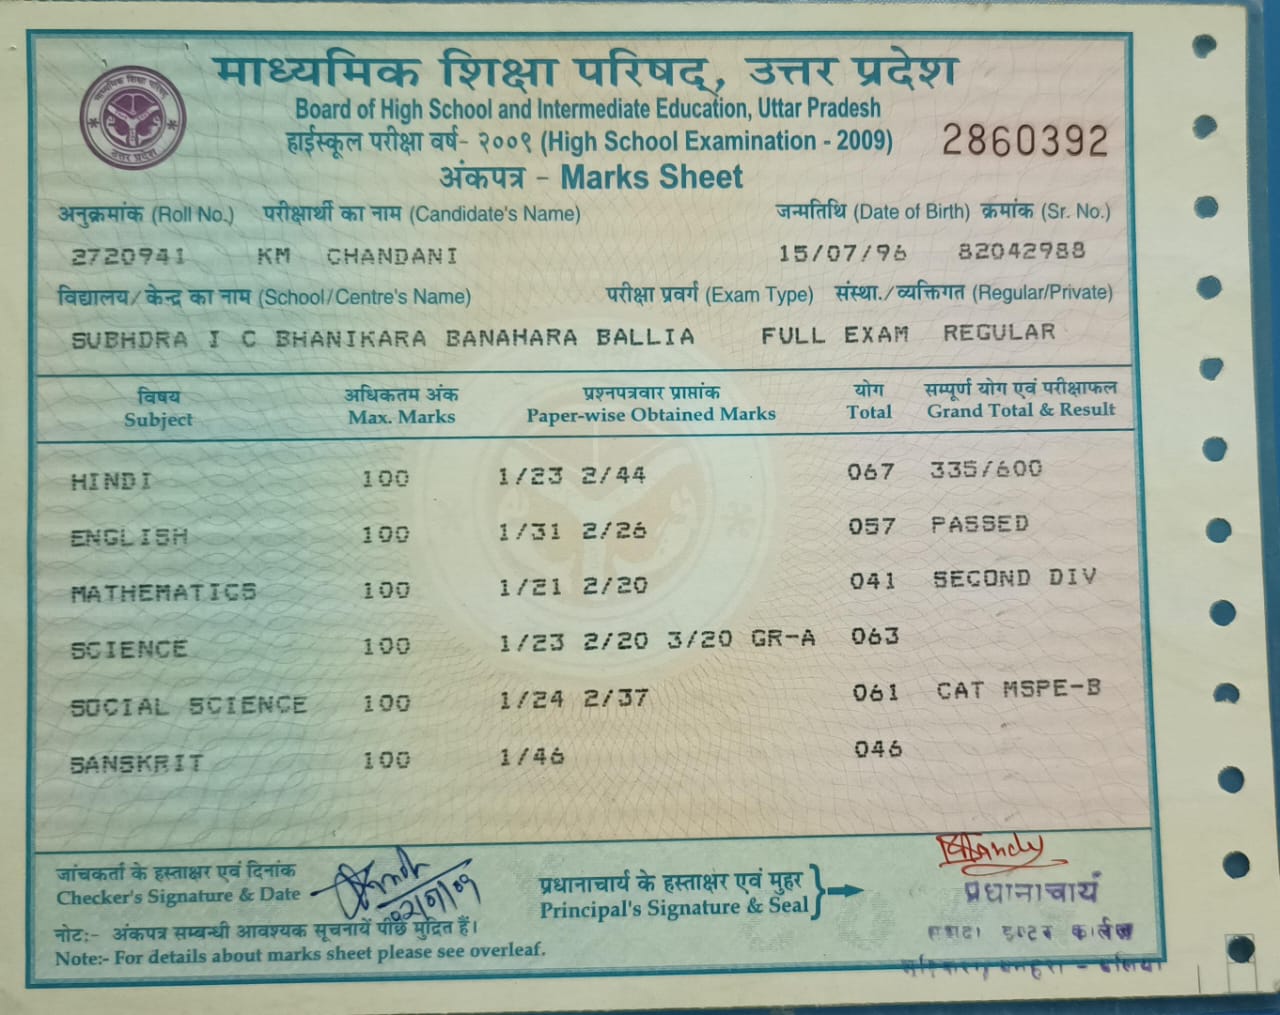 माध्यमिक शिक्षा परिषद्, उत्तर प्रदेश
Board of High School and Intermediate Education, Uttar Pradesh
हाईस्कूल परीक्षा वर्ष- २००९ (High School Examination - 2009)
2860392
अंकपत्र - Marks Sheet
अनुक्रमांक (Roll No.) परीक्षार्थी का नाम (Candidate's Name) जन्मतिथि (Date of Birth) क्रमांक (Sr. No.)
2720941 KM CHANDANI 15/07/96 82042988
विद्यालय/केन्द्र का नाम (School/Centre's Name) परीक्षा प्रवर्ग (Exam Type) संस्था./व्यक्तिगत (Regular/Private)
SUBHDRA I C BHANIKARA BANAHARA BALLIA FULL EXAM REGULAR
विषय अधिकतम अंक प्रश्नपत्रवार प्राप्तांक योग सम्पूर्ण योग एवं परीक्षाफल
Subject Max. Marks Paper-wise Obtained Marks Total Grand Total & Result
HINDI 100 1/23 2/44 067 335/600
ENGLISH 100 1/31 2/26 057 PASSED
MATHEMATICS 100 1/21 2/20 041 SECOND DIV
SCIENCE 100 1/23 2/20 3/20 GR-A 063
SOCIAL SCIENCE 100 1/24 2/37 061 CAT MSPE-B
SANSKRIT 100 1/46 046
जांचकर्ता के हस्ताक्षर एवं दिनांक
Checker's Signature & Date
02/07/09
प्रधानाचार्य के हस्ताक्षर एवं मुहर
Principal's Signature & Seal
प्रधानाचार्य
इण्टर कालेज
नोट:- अंकपत्र सम्बन्धी आवश्यक सूचनायें पीछे मुद्रित हैं।
Note:- For details about marks sheet please see overleaf.